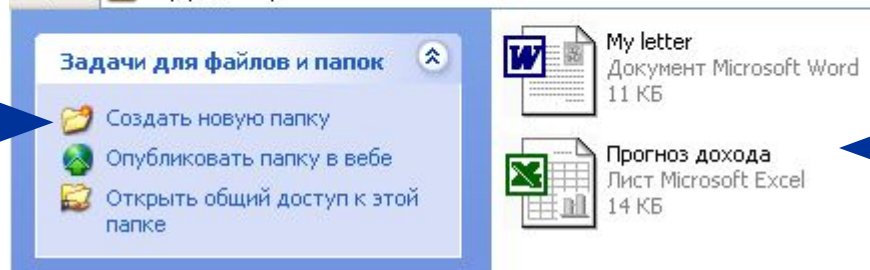 Задачи для файлов и папок
Создать новую папку
Опубликовать папку в вебе
Открыть общий доступ к этой
папке
My letter
Документ Microsoft Word
11 КБ
Прогноз дохода
Лист Microsoft Excel
14 КБ